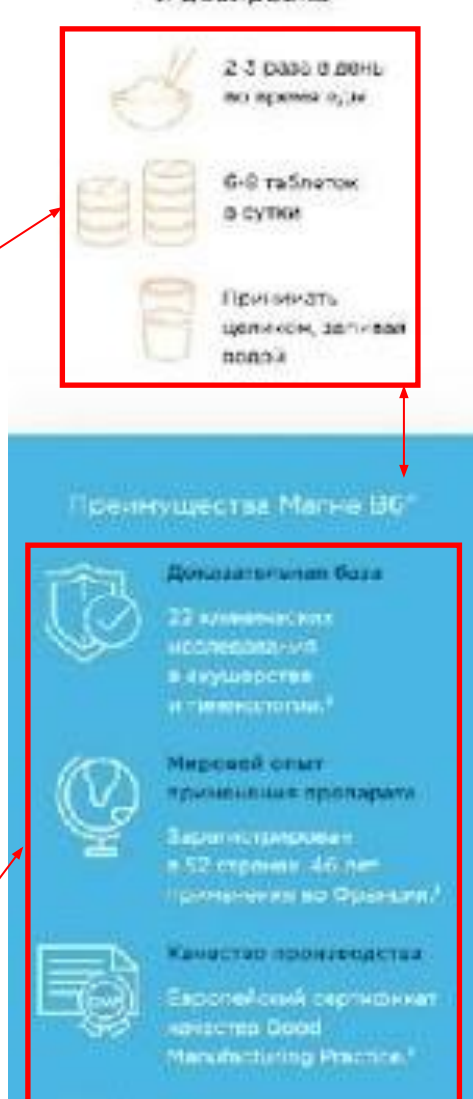 2-3 раза в день
во время еды
6-8 таблеток
в сутки
Принимать
целиком, запивая
водой
Преимущества Магне B6*
Доказательная база
22 клинических
исследования
в акушерстве
и гинекологии.
Мировой опыт
применения препарата
Зарегистрирован
в 52 странах. 46 лет
применения во Франции.
Качество производства
GMP
Европейский сертификат
качества Good
Manufacturing Practice.